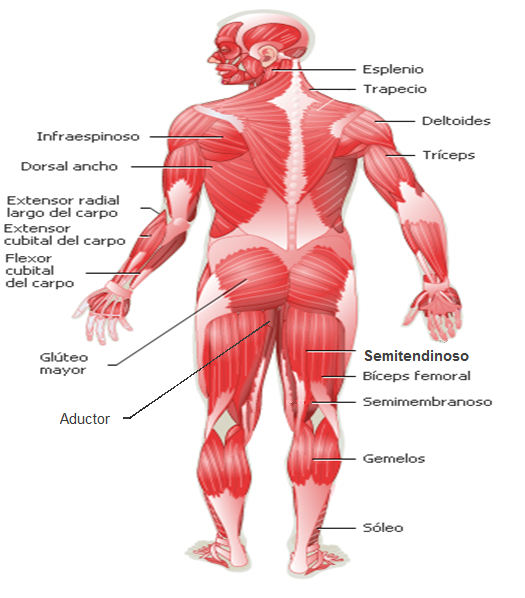 Esplenio
Trapecio
Deltoides
Infraespinoso
Tríceps
Dorsal ancho
Extensor radial
largo del carpo
Extensor
cubital del carpo
Flexor
cubital
del carpo
Glúteo
mayor
Semitendinoso
Bíceps femoral
Semimembranoso
Aductor
Gemelos
Sóleo